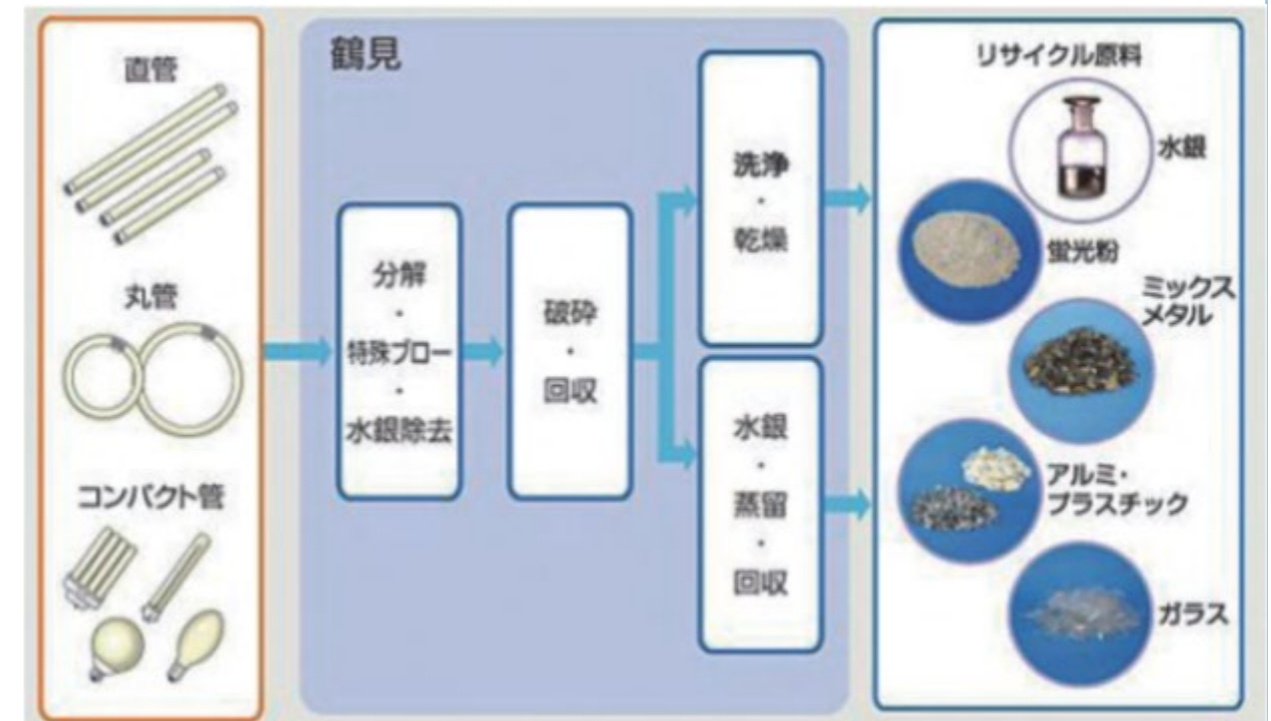 直管
丸管
コンパクト管
鶴見
分解
・
特殊ブロー
・
水銀除去
破砕
・
回収
洗浄
・
乾燥
水銀
・
蒸留
・
回収
リサイクル原料
水銀
蛍光粉
ミックス
メタル
アルミ・
プラスチック
ガラス